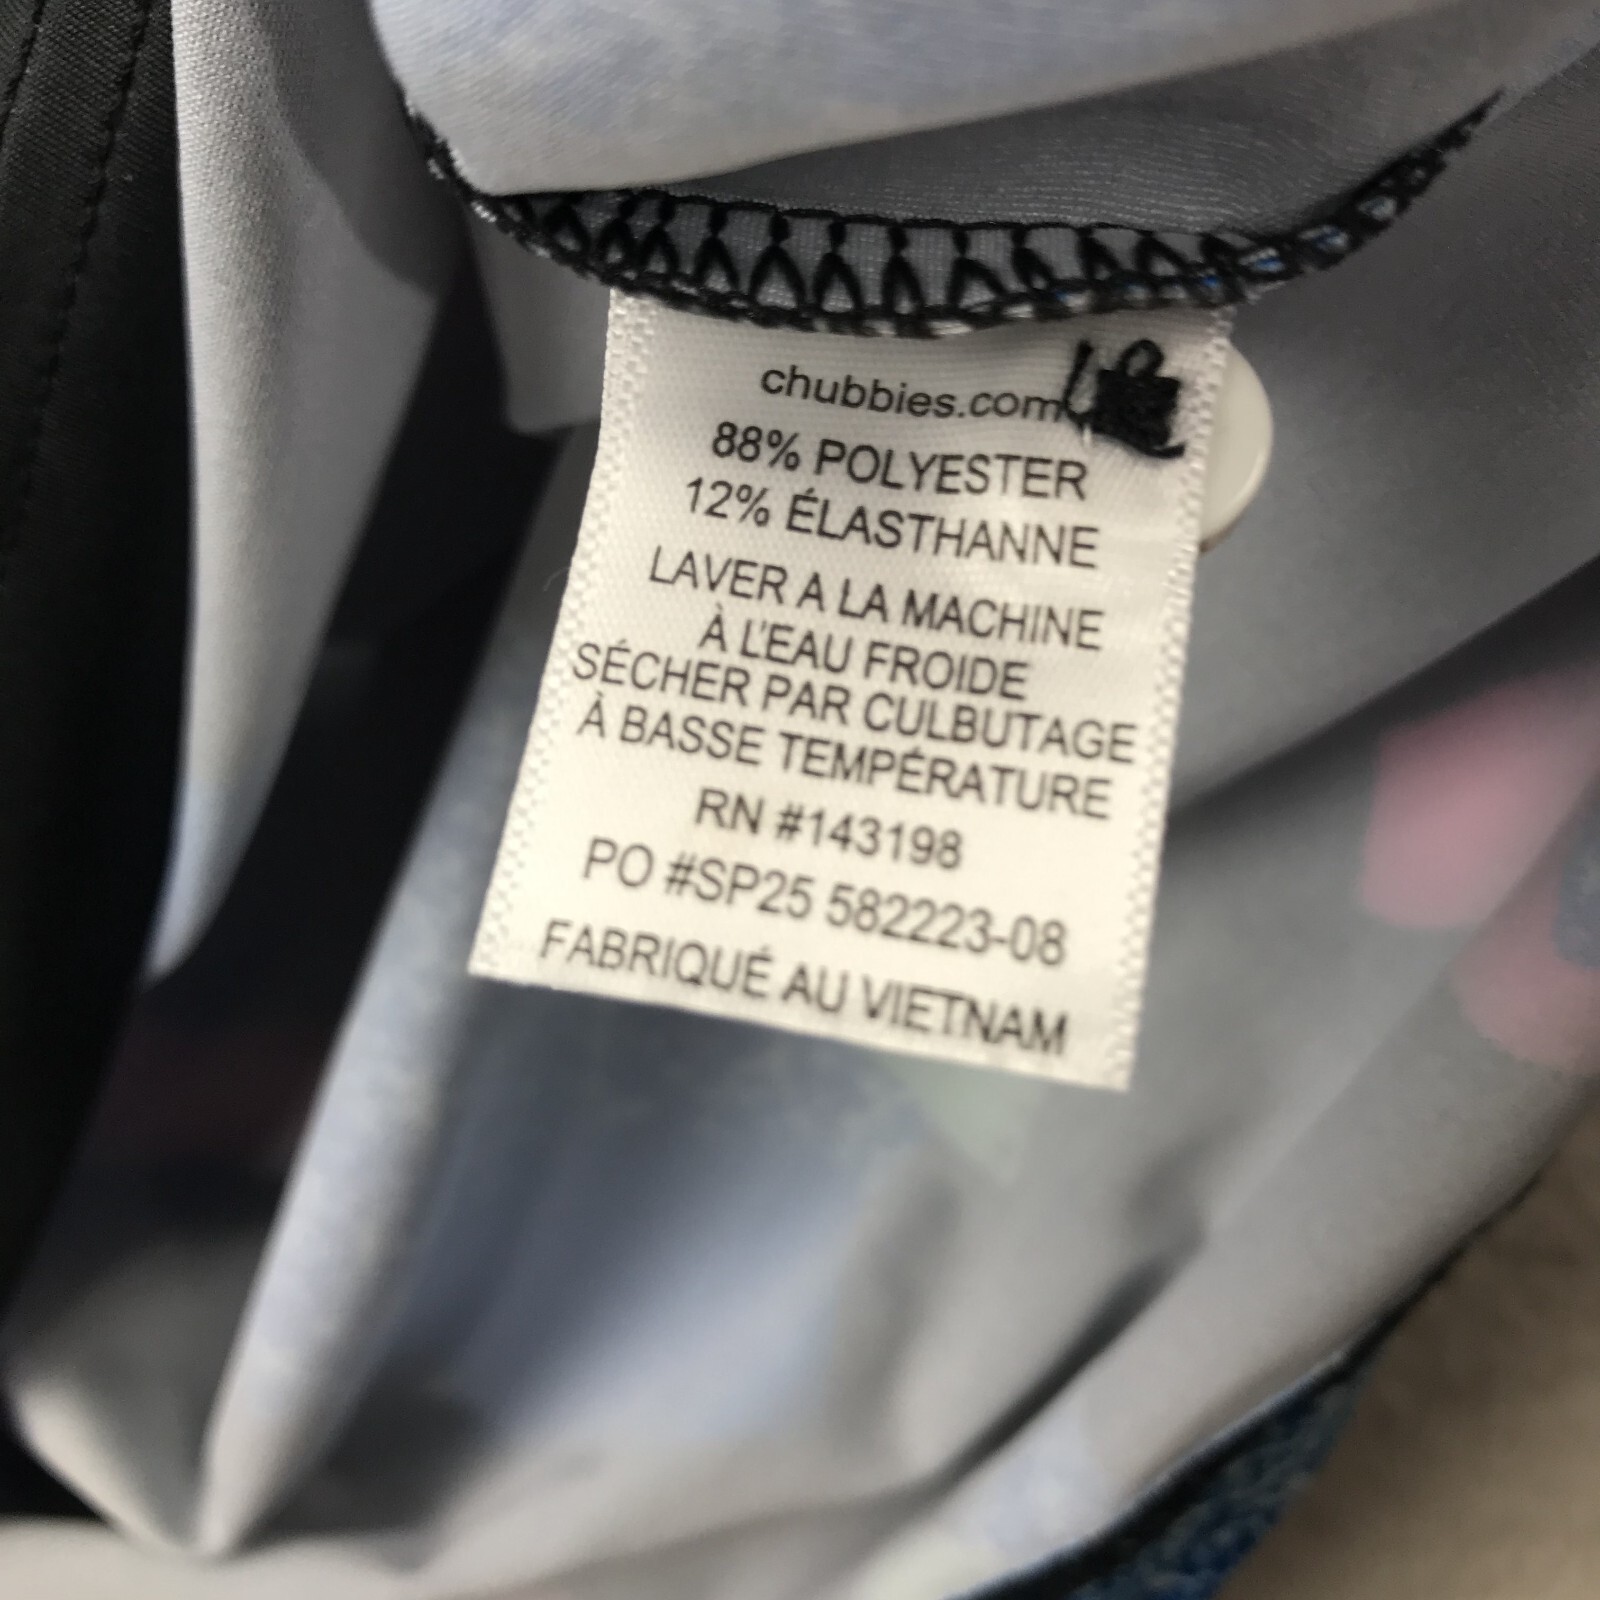 chubbies.com
88% POLYESTER
12% ÉLASTHANNE
LAVER A LA MACHINE
À L'EAU FROIDE
SÉCHER PAR CULBUTAGE
À BASSE TEMPÉRATURE
RN #143198
PO #SP25 582223-08
FABRIQUÉ AU VIETNAM